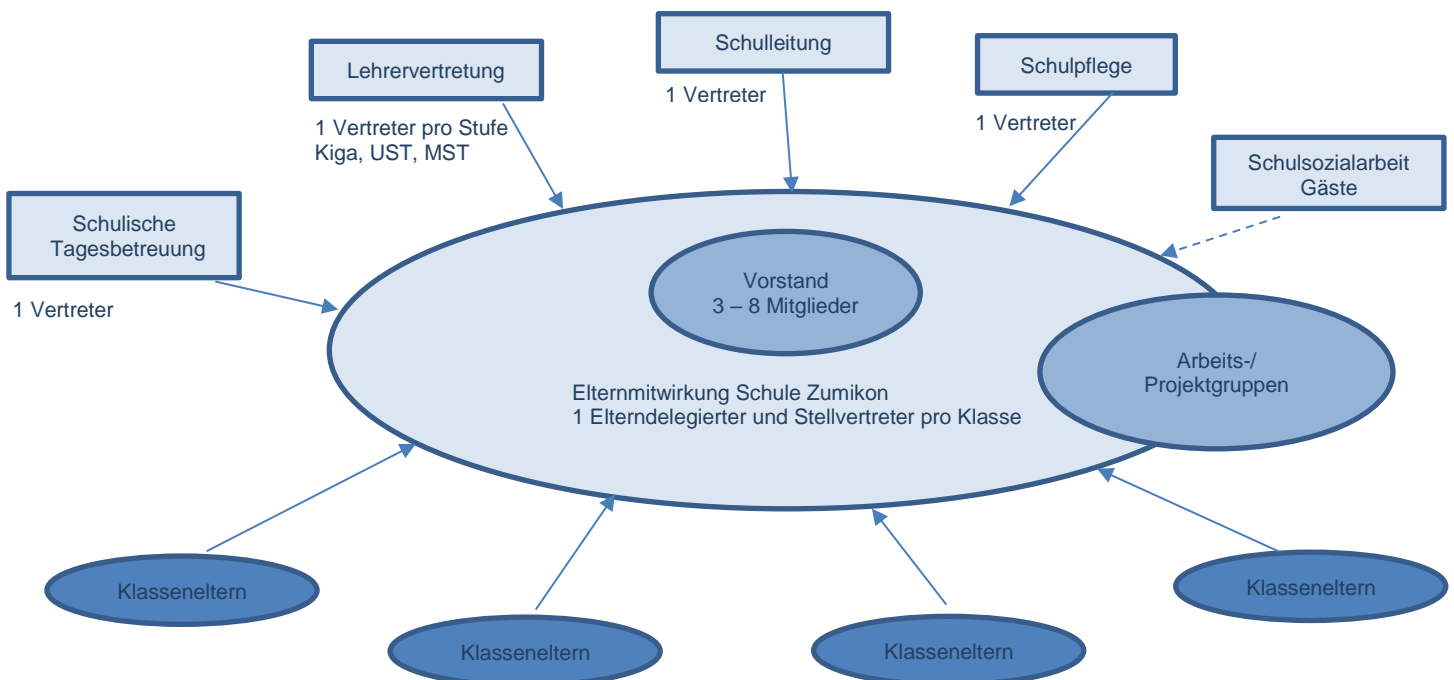 Schulleitung
Lehrervertretung
Schulpflege
1 Vertreter
1 Vertreter pro Stufe
Kiga, UST, MST
1 Vertreter
Schulsozialarbeit
Gäste
Schulische
Tagesbetreuung
1 Vertreter
Vorstand
3 – 8 Mitglieder
Arbeits-/
Projektgruppen
Elternmitwirkung Schule Zumikon
1 Elterndelegierter und Stellvertreter pro Klasse
Klasseneltern
Klasseneltern
Klasseneltern
Klasseneltern